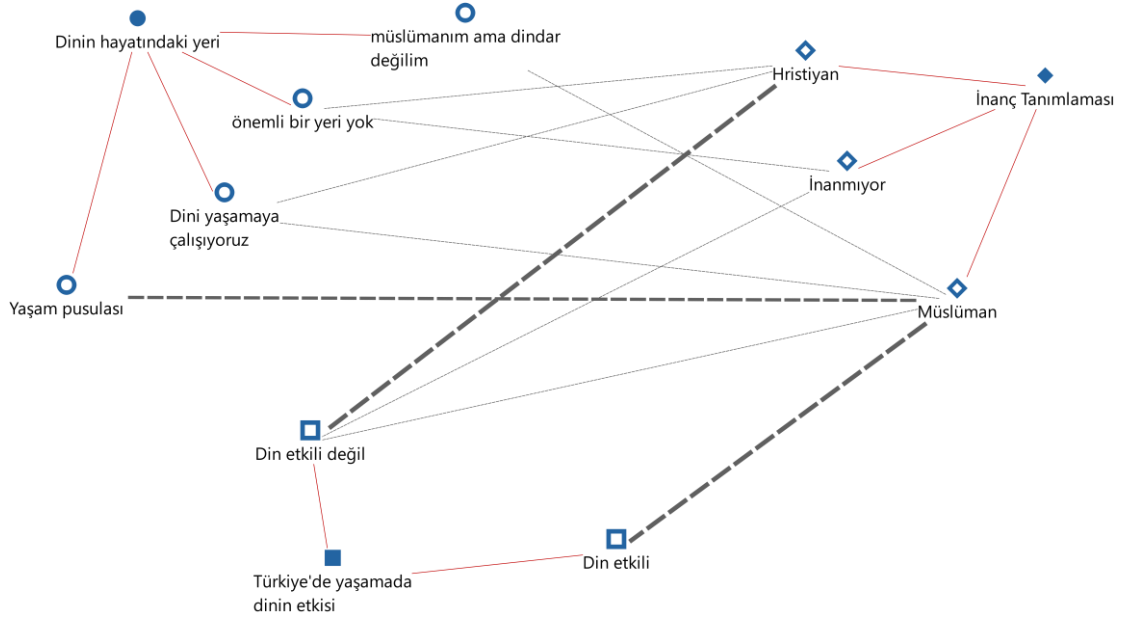 Dinin hayatındaki yeri
müslümanım ama dindar
değilim
Hristiyan
İnanç Tanımlaması
önemli bir yeri yok
İnanmıyor
Dini yaşamaya
çalışıyoruz
Yaşam pusulası
Müslüman
Din etkili değil
Din etkili
Türkiye'de yaşamada
dinin etkisi